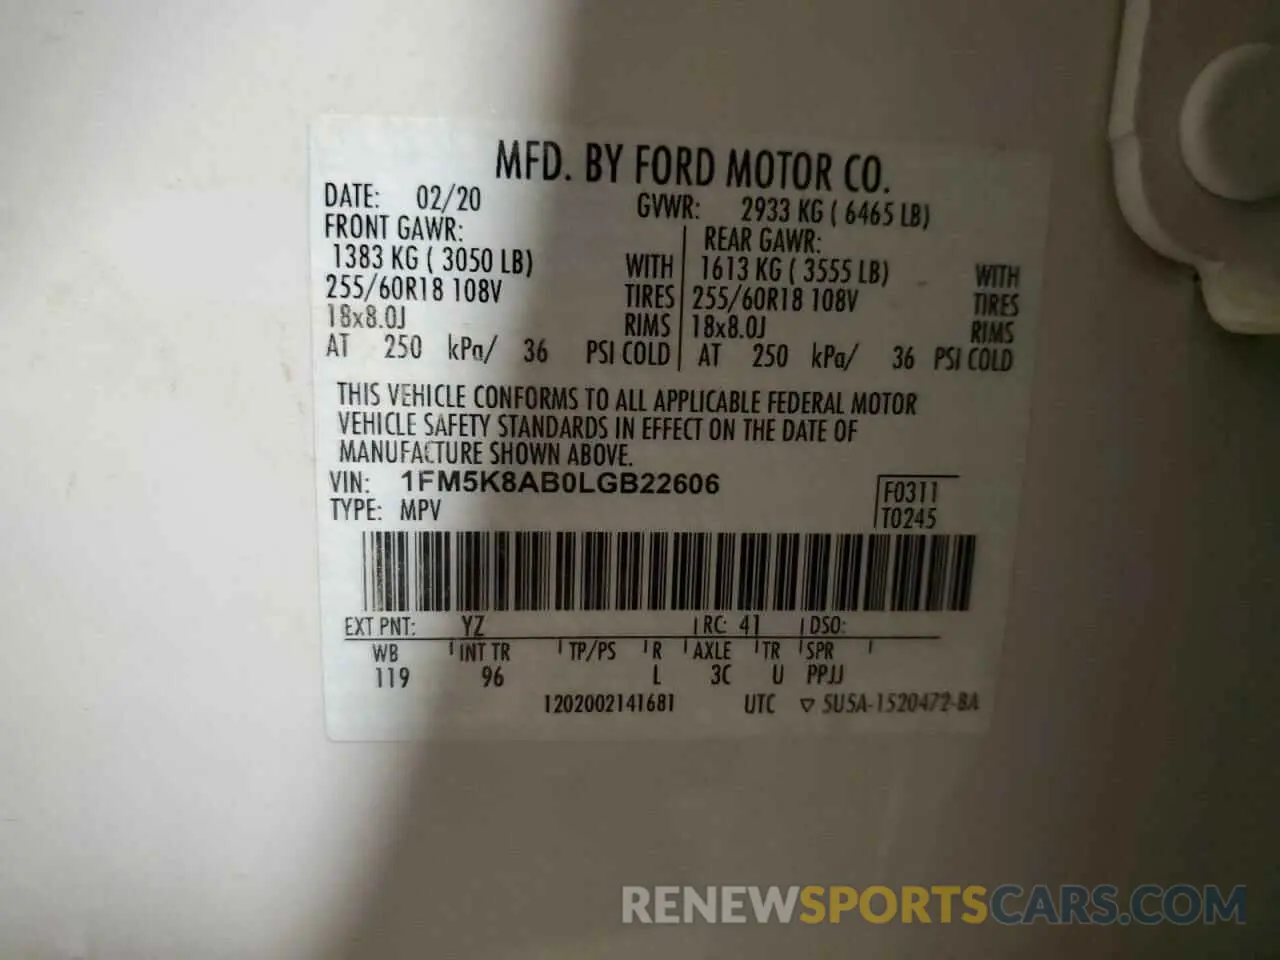 MFD. BY FORD MOTOR CO.
DATE: 02/20 GVWR: 2933 KG ( 6465 LB)
FRONT GAWR: REAR GAWR:
1383 KG ( 3050 LB) WITH 1613 KG ( 3555 LB) WITH
255/60R18 108V TIRES 255/60R18 108V TIRES
18x8.0J RIMS 18x8.0J RIMS
AT 250 kPa/ 36 PSI COLD AT 250 kPa/ 36 PSI COLD
THIS VEHICLE CONFORMS TO ALL APPLICABLE FEDERAL MOTOR
VEHICLE SAFETY STANDARDS IN EFFECT ON THE DATE OF
MANUFACTURE SHOWN ABOVE.
VIN: 1FM5K8AB0LGB22606 F0311
TYPE: MPV T0245
EXT PNT: YZ RC: 41 DSO:
WB INT TR TP/PS R AXLE TR SPR
119 96 L 3C U PPJJ
1202002141681 UTC ▽ 5U5A-1520472-BA
RENEWSPORTSCARS.COM